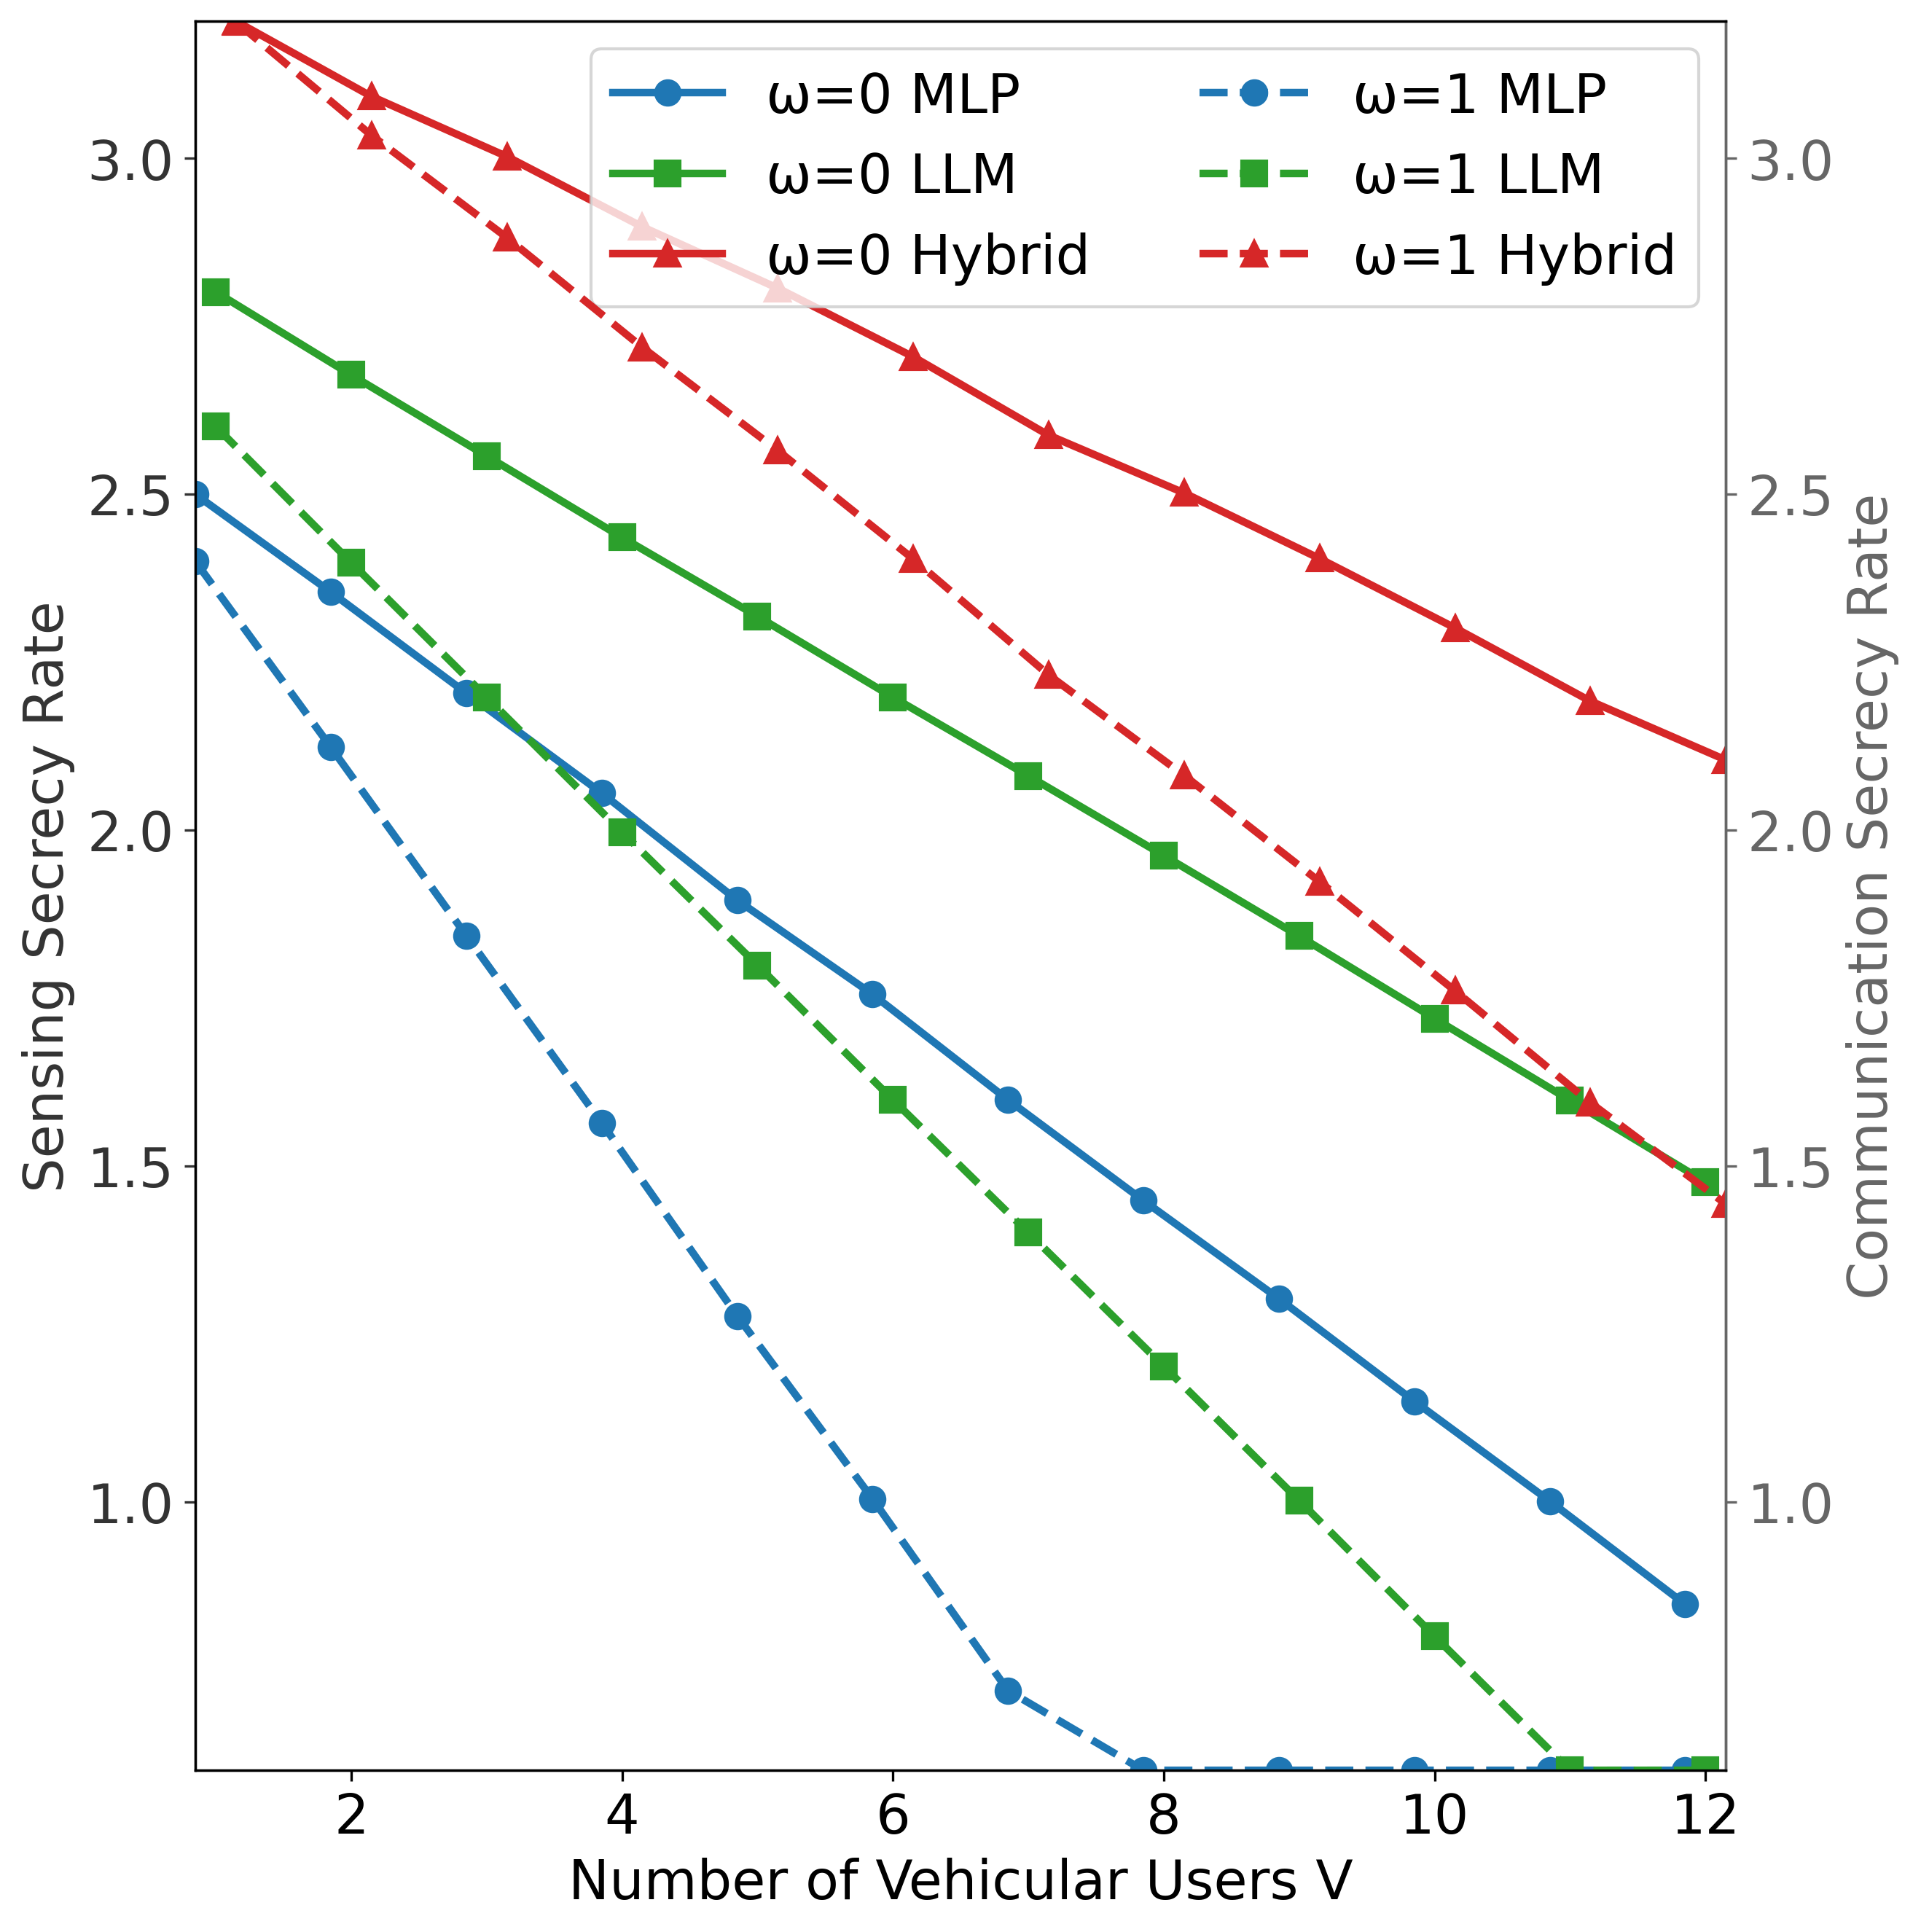 ω=0 MLP
ω=0 LLM
ω=0 Hybrid
ω=1 MLP
ω=1 LLM
ω=1 Hybrid
Sensing Secrecy Rate
3.0
2.5
2.0
1.5
1.0
3.0
2.5
2.0
1.5
1.0
Communication Secrecy Rate
2 4 6 8 10 12
Number of Vehicular Users V